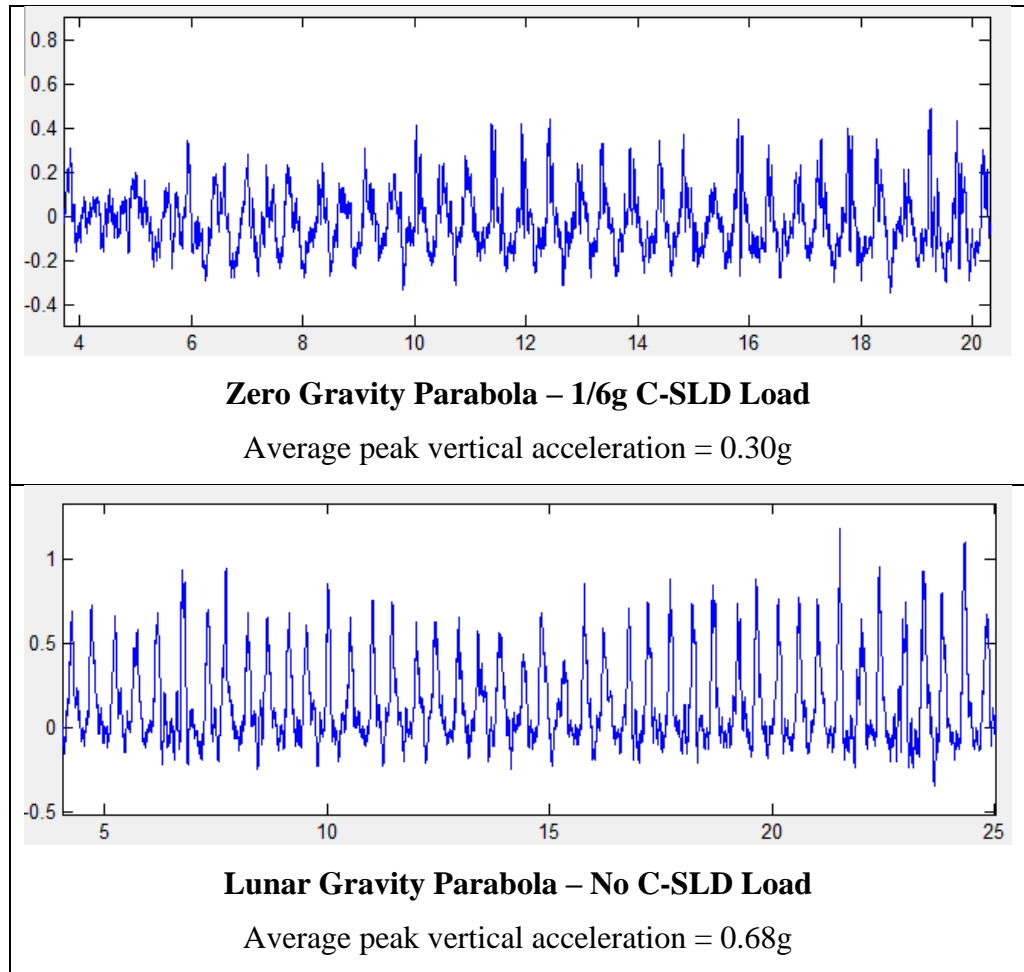 0.8
0.6
0.4
0.2
0
-0.2
-0.4
4 6 8 10 12 14 16 18 20
Zero Gravity Parabola – 1/6g C-SLD Load
Average peak vertical acceleration = 0.30g
1
0.5
0
-0.5
5 10 15 20 25
Lunar Gravity Parabola – No C-SLD Load
Average peak vertical acceleration = 0.68g